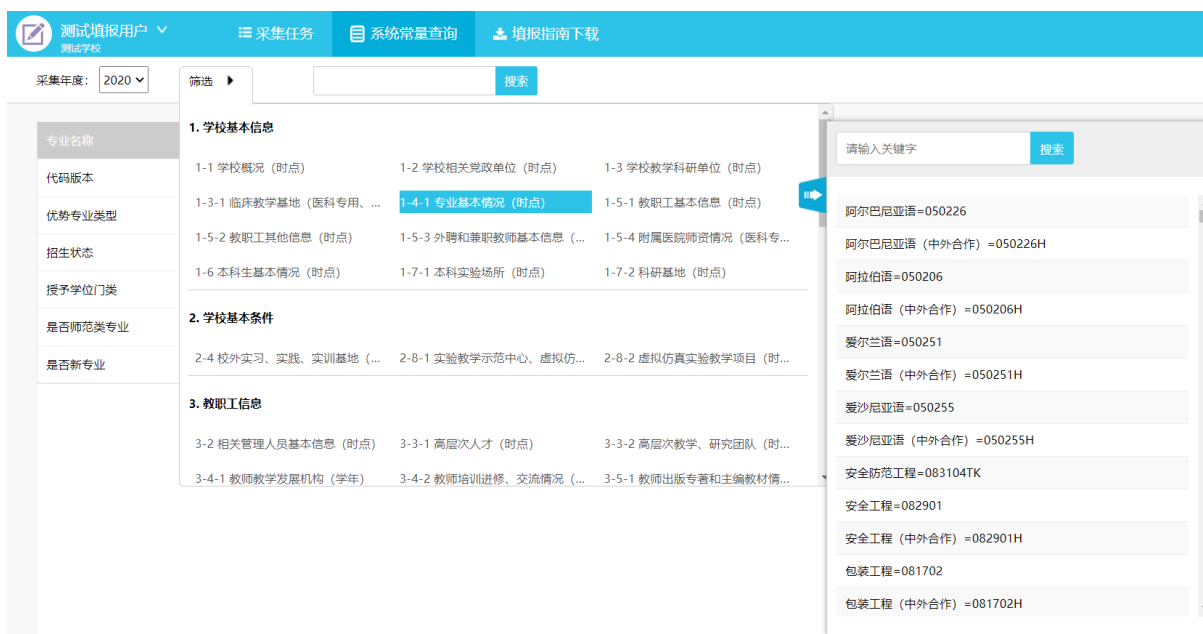 测试填报用户
测试学校
采集任务
系统常量查询
填报指南下载
采集年度： 2020
筛选
搜索
专业名称
代码版本
优势专业类型
招生状态
授予学位门类
是否师范类专业
是否新专业
1. 学校基本信息
1-1 学校概况（时点） 1-2 学校相关党政单位（时点） 1-3 学校教学科研单位（时点）
1-3-1 临床教学基地（医科专用、... 1-4-1 专业基本情况（时点） 1-5-1 教职工基本信息（时点）
1-5-2 教职工其他信息（时点） 1-5-3 外聘和兼职教师基本信息（... 1-5-4 附属医院师资情况（医科专...
1-6 本科生基本情况（时点） 1-7-1 本科实验场所（时点） 1-7-2 科研基地（时点）
2. 学校基本条件
2-4 校外实习、实践、实训基地（... 2-8-1 实验教学示范中心、虚拟仿... 2-8-2 虚拟仿真实验教学项目（时...
3. 教职工信息
3-2 相关管理人员基本信息（时点） 3-3-1 高层次人才（时点） 3-3-2 高层次教学、研究团队（时...
3-4-1 教师教学发展机构（学年） 3-4-2 教师培训进修、交流情况（... 3-5-1 教师出版专著和主编教材情...
请输入关键字
搜索
阿尔巴尼亚语=050226
阿尔巴尼亚语（中外合作）=050226H
阿拉伯语=050206
阿拉伯语（中外合作）=050206H
爱尔兰语=050251
爱尔兰语（中外合作）=050251H
爱沙尼亚语=050255
爱沙尼亚语（中外合作）=050255H
安全防范工程=083104TK
安全工程=082901
安全工程（中外合作）=082901H
包装工程=081702
包装工程（中外合作）=081702H